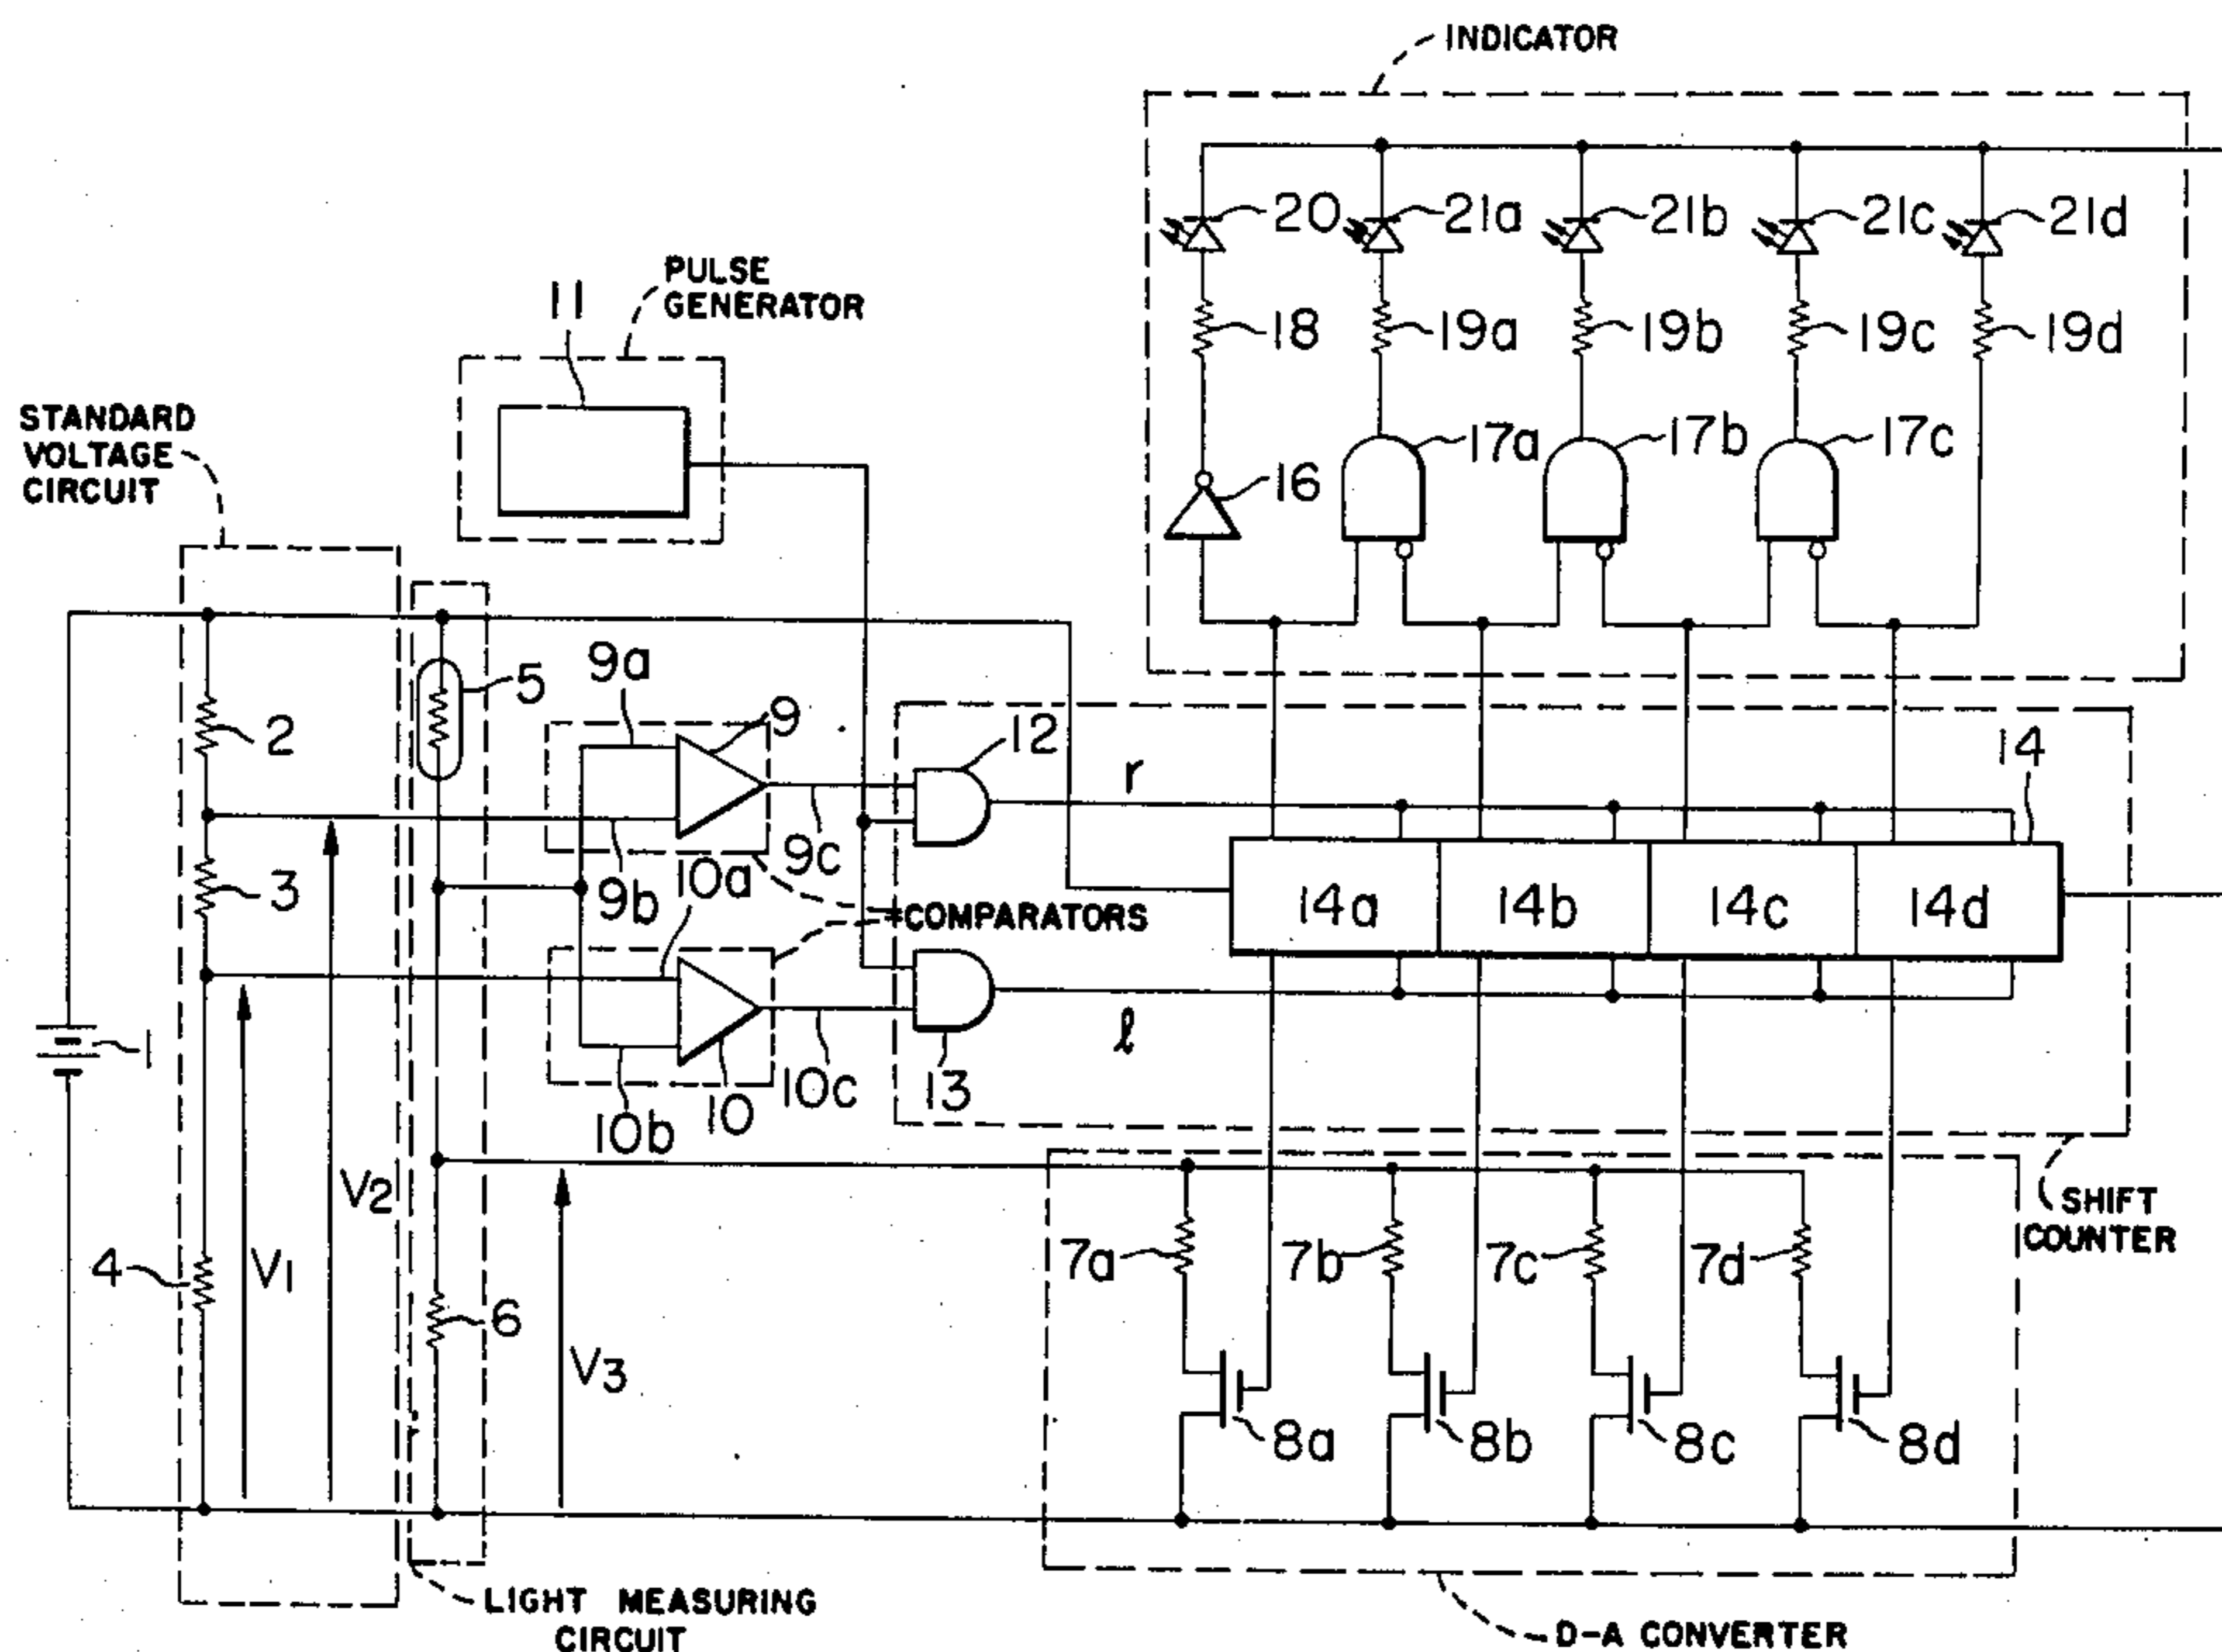 INDICATOR
20
21a
21b
21c
21d
PULSE
GENERATOR
11
18
19a
19b
19c
19d
STANDARD
VOLTAGE
CIRCUIT
16
17a
17b
17c
9a
5
9
12
14
2
r
3
9b
10a
9c
COMPARATORS
14a
14b
14c
14d
1
10b
10
10c
13
ℓ
V2
SHIFT
COUNTER
4
V1
6
V3
7a
7b
7c
7d
8a
8b
8c
8d
LIGHT MEASURING
CIRCUIT
D-A CONVERTER